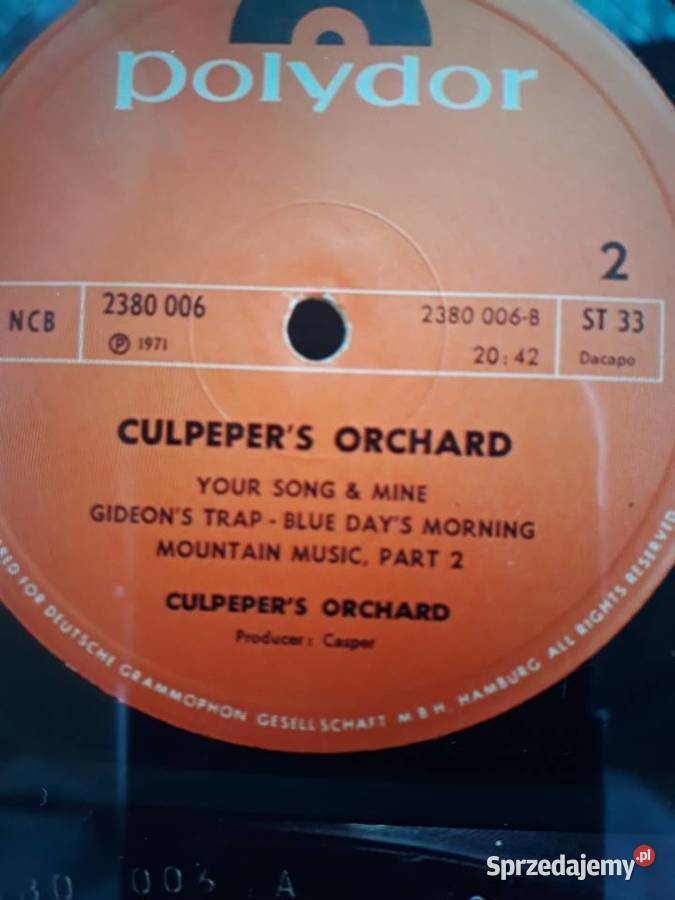 polydor
2
NCB
2380 006
2380 006-B
ST 33
Ⓟ 1971
20:42
Dacapo
CULPEPER'S ORCHARD
YOUR SONG & MINE
GIDEON'S TRAP - BLUE DAY'S MORNING
MOUNTAIN MUSIC, PART 2
CULPEPER'S ORCHARD
Producer: Casper
FOR DEUTSCHE GRAMMOPHON GESELLSCHAFT M.B.H. HAMBURG ALL RIGHTS RESERVED
A
Sprzedajemy.pl